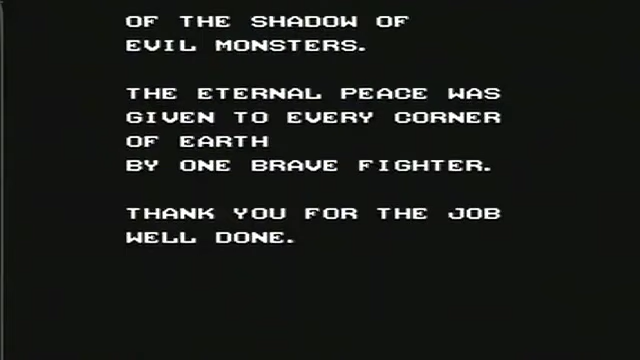 OF THE SHADOW OF
EVIL MONSTERS.
THE ETERNAL PEACE WAS
GIVEN TO EVERY CORNER
OF EARTH
BY ONE BRAVE FIGHTER.
THANK YOU FOR THE JOB
WELL DONE.